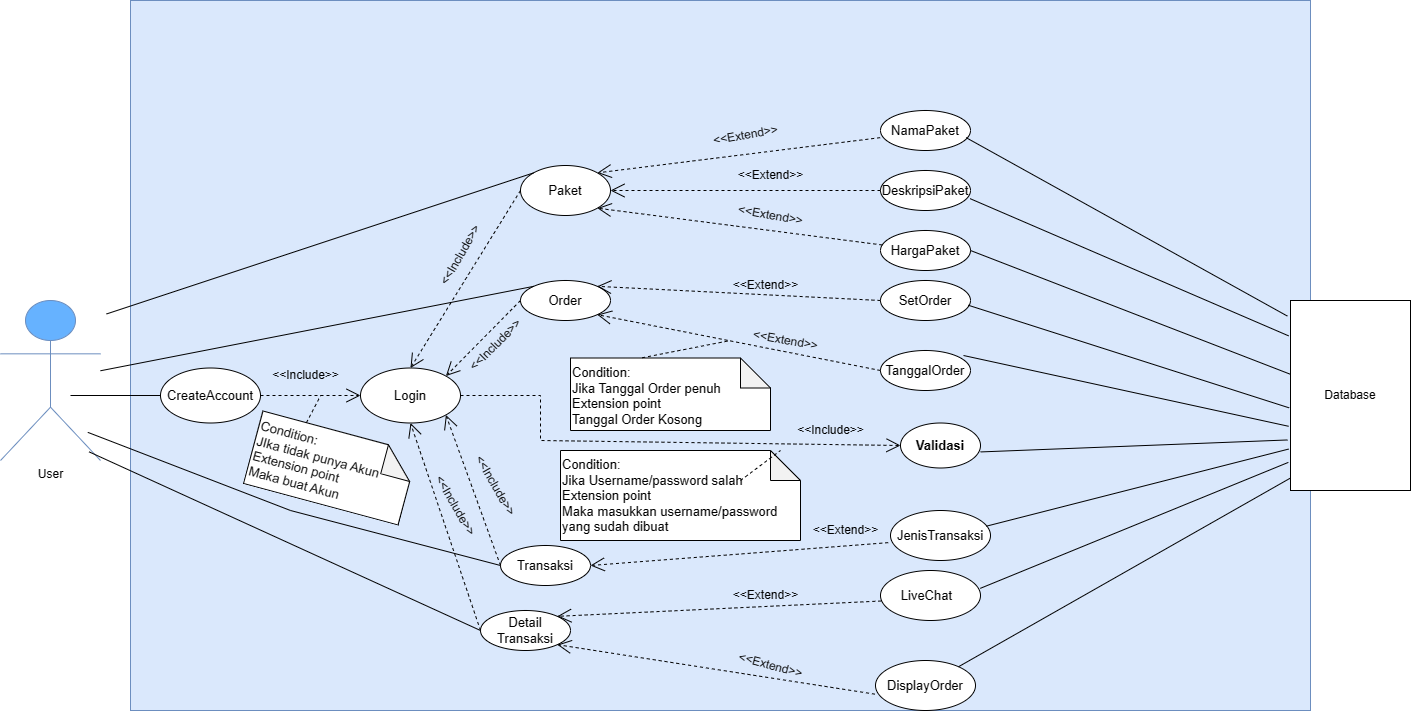 <<Extend>>
NamaPaket
<<Extend>>
Paket
DeskripsiPaket
<<Extend>>
<<Include>>
HargaPaket
<<Extend>>
Order
SetOrder
<<Include>>
<<Extend>>
TanggalOrder
Condition:
Jika Tanggal Order penuh
Extension point
Tanggal Order Kosong
<<Include>>
CreateAccount
Login
Database
Condition:
JIka tidak punya Akun
Extension point
Maka buat Akun
<<Include>>
Validasi
User
Condition:
Jika Username/password salah
Extension point
Maka masukkan username/password
yang sudah dibuat
<<Include>>
<<Include>>
<<Extend>>
JenisTransaksi
Transaksi
<<Extend>>
LiveChat
Detail
Transaksi
<<Extend>>
DisplayOrder